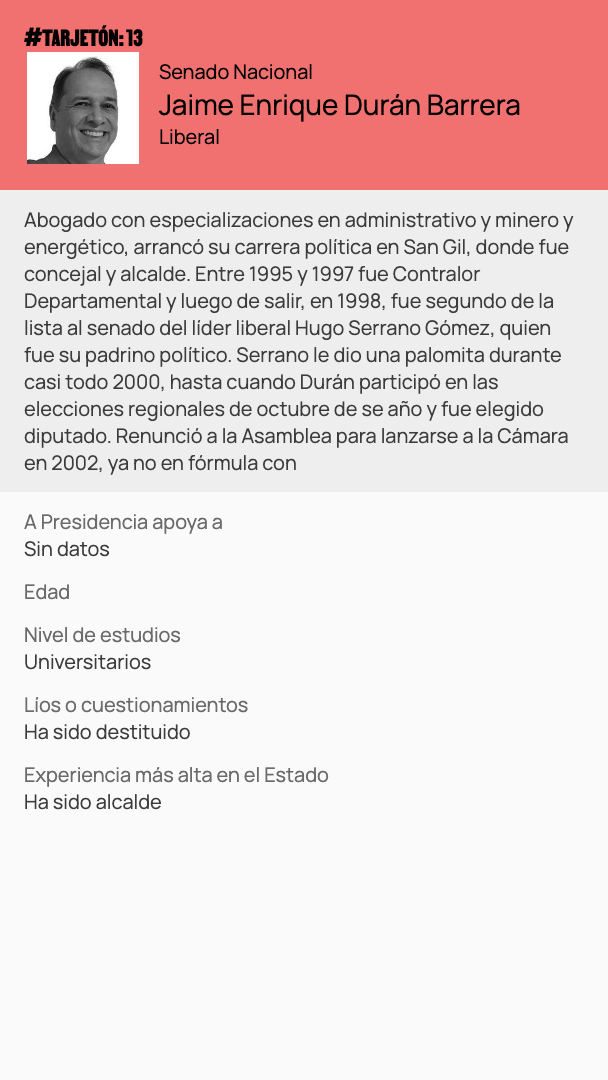 #TARJETÓN: 13
Senado Nacional
Jaime Enrique Durán Barrera
Liberal
Abogado con especializaciones en administrativo y minero y
energético, arrancó su carrera política en San Gil, donde fue
concejal y alcalde. Entre 1995 y 1997 fue Contralor
Departamental y luego de salir, en 1998, fue segundo de la
lista al senado del líder liberal Hugo Serrano Gómez, quien
fue su padrino político. Serrano le dio una palomita durante
casi todo 2000, hasta cuando Durán participó en las
elecciones regionales de octubre de se año y fue elegido
diputado. Renunció a la Asamblea para lanzarse a la Cámara
en 2002, ya no en fórmula con
A Presidencia apoya a
Sin datos
Edad
Nivel de estudios
Universitarios
Líos o cuestionamientos
Ha sido destituido
Experiencia más alta en el Estado
Ha sido alcalde